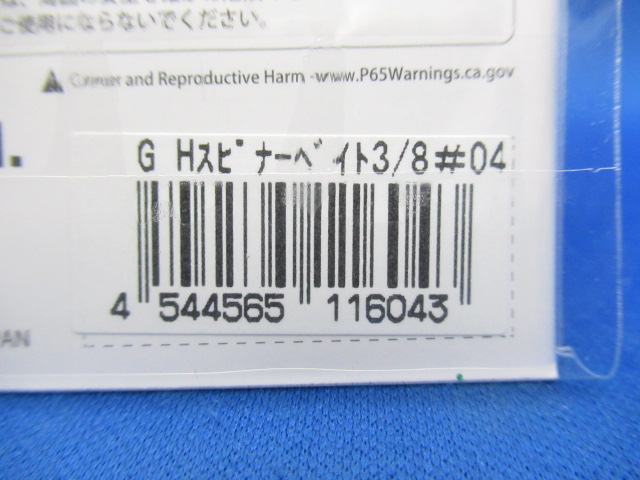 ご使用にならないでください。
Cancer and Reproductive Harm -www.P65Warnings.ca.gov
G Hスピナーベイト3/8#04
4 544565 116043